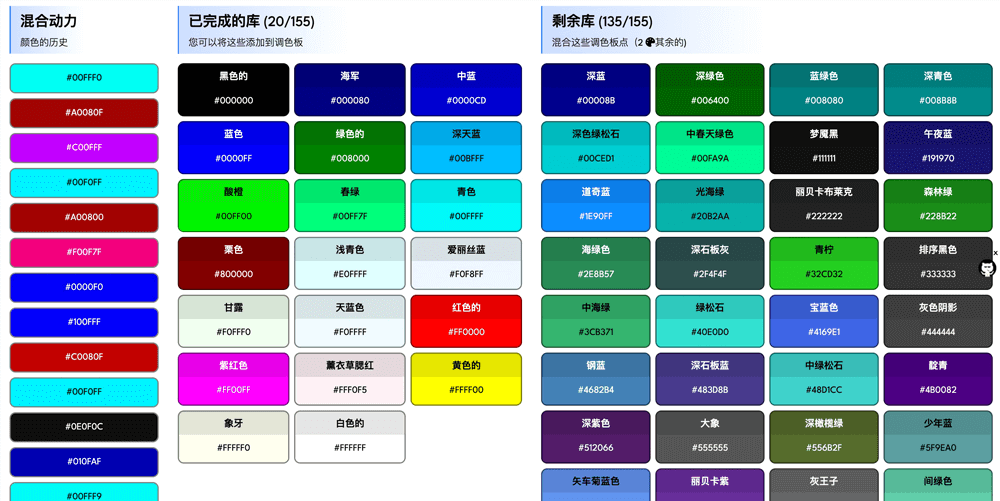 混合动力
颜色的历史
#00FFF0
#A0080F
#C00FFF
#00F0FF
#A00800
#F00F7F
#0000F0
#100FFF
#C0080F
#00F0FF
#0E0F0C
#010FAF
#00FFF9
已完成的库 (20/155)
您可以将这些添加到调色板
黑色的
#000000
海军
#000080
中蓝
#0000CD
蓝色
#0000FF
绿色的
#008000
深天蓝
#00BFFF
酸橙
#00FF00
春绿
#00FF7F
青色
#00FFFF
栗色
#800000
浅青色
#E0FFFF
爱丽丝蓝
#F0F8FF
甘露
#F0FFF0
天蓝色
#F0FFFF
红色的
#FF0000
紫红色
#FF00FF
薰衣草腮红
#FFF0F5
黄色的
#FFFF00
象牙
#FFFFF0
白色的
#FFFFFF
剩余库 (135/155)
混合这些调色板点（2 其余的)
深蓝
#00008B
深绿色
#006400
蓝绿色
#008080
深青色
#008B8B
深色绿松石
#00CED1
中春天绿色
#00FA9A
梦魇黑
#111111
午夜蓝
#191970
道奇蓝
#1E90FF
光海绿
#20B2AA
丽贝卡布莱克
#222222
森林绿
#228B22
海绿色
#2E8B57
深石板灰
#2F4F4F
青柠
#32CD32
排序黑色
#333333
x
中海绿
#3CB371
绿松石
#40E0D0
宝蓝色
#4169E1
灰色阴影
#444444
钢蓝
#4682B4
深石板蓝
#483D8B
中绿松石
#48D1CC
靛青
#4B0082
深紫色
#512066
大象
#555555
深橄榄绿
#556B2F
少年蓝
#5F9EA0
矢车菊蓝色
丽贝卡紫
灰王子
间绿色